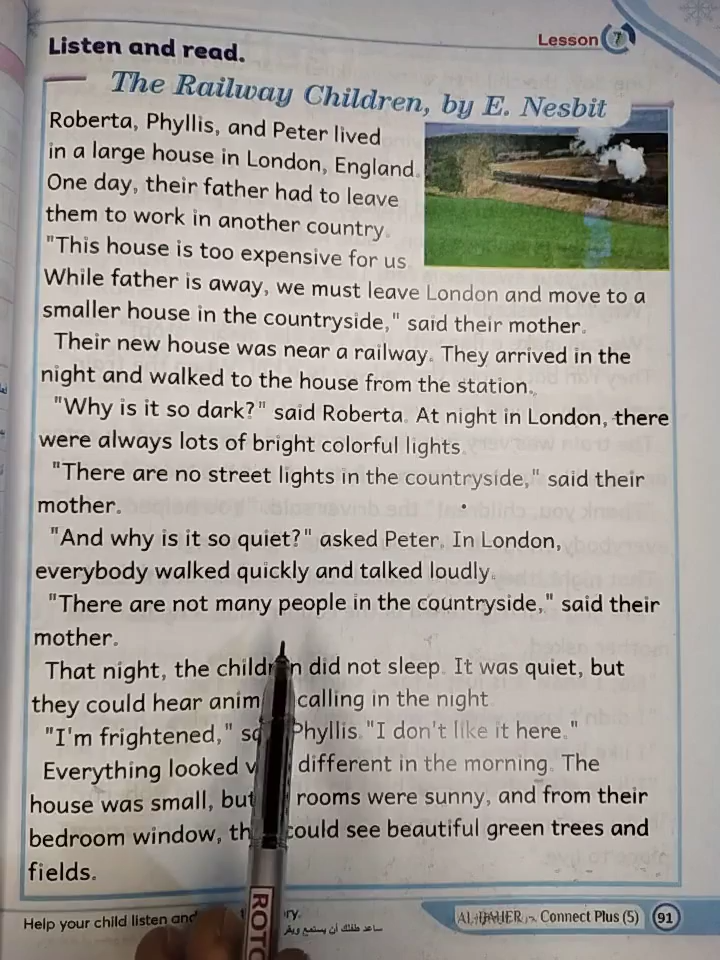 Lesson 7
Listen and read.
The Railway Children, by E. Nesbit
Roberta, Phyllis, and Peter lived
in a large house in London, England.
One day, their father had to leave
them to work in another country.
"This house is too expensive for us.
While father is away, we must leave London and move to a
smaller house in the countryside," said their mother.
Their new house was near a railway. They arrived in the
night and walked to the house from the station.
"Why is it so dark?" said Roberta. At night in London, there
were always lots of bright colorful lights.
"There are no street lights in the countryside," said their
mother.
"And why is it so quiet?" asked Peter. In London,
everybody walked quickly and talked loudly.
"There are not many people in the countryside," said their
mother.
That night, the children did not sleep. It was quiet, but
they could hear anim calling in the night.
"I'm frightened," Phyllis. "I don't like it here."
Everything looked different in the morning. The
house was small, but rooms were sunny, and from their
bedroom window, could see beautiful green trees and
fields.
Help your child listen and
ساعد طفلك أن يستمع
Connect Plus (5) 91
ROTO